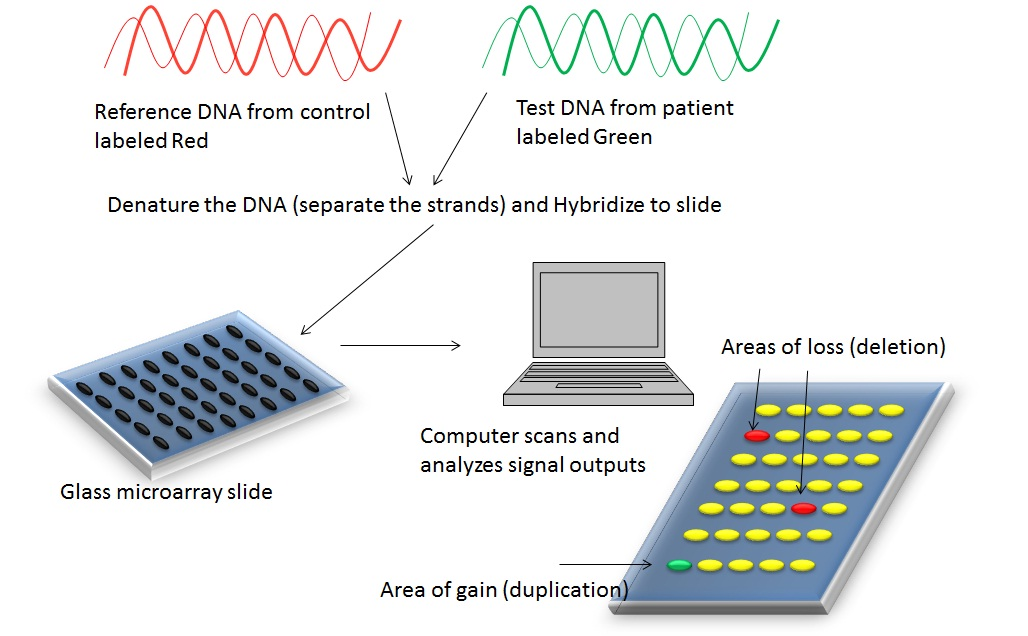 Reference DNA from control
labeled Red
Test DNA from patient
labeled Green
Denature the DNA (separate the strands) and Hybridize to slide
Areas of loss (deletion)
Computer scans and
analyzes signal outputs
Glass microarray slide
Area of gain (duplication)